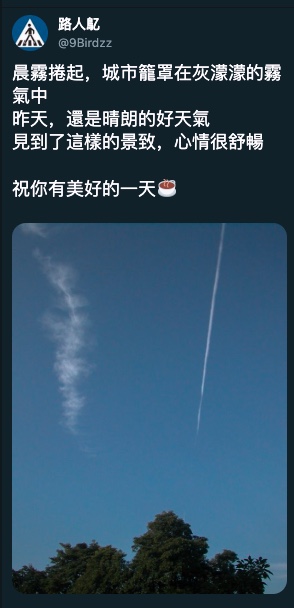 路人甿
@9Birdzz
晨霧捲起，城市籠罩在灰濛濛的霧
氣中
昨天，還是晴朗的好天氣
見到了這樣的景致，心情很舒暢
祝你有美好的一天☕